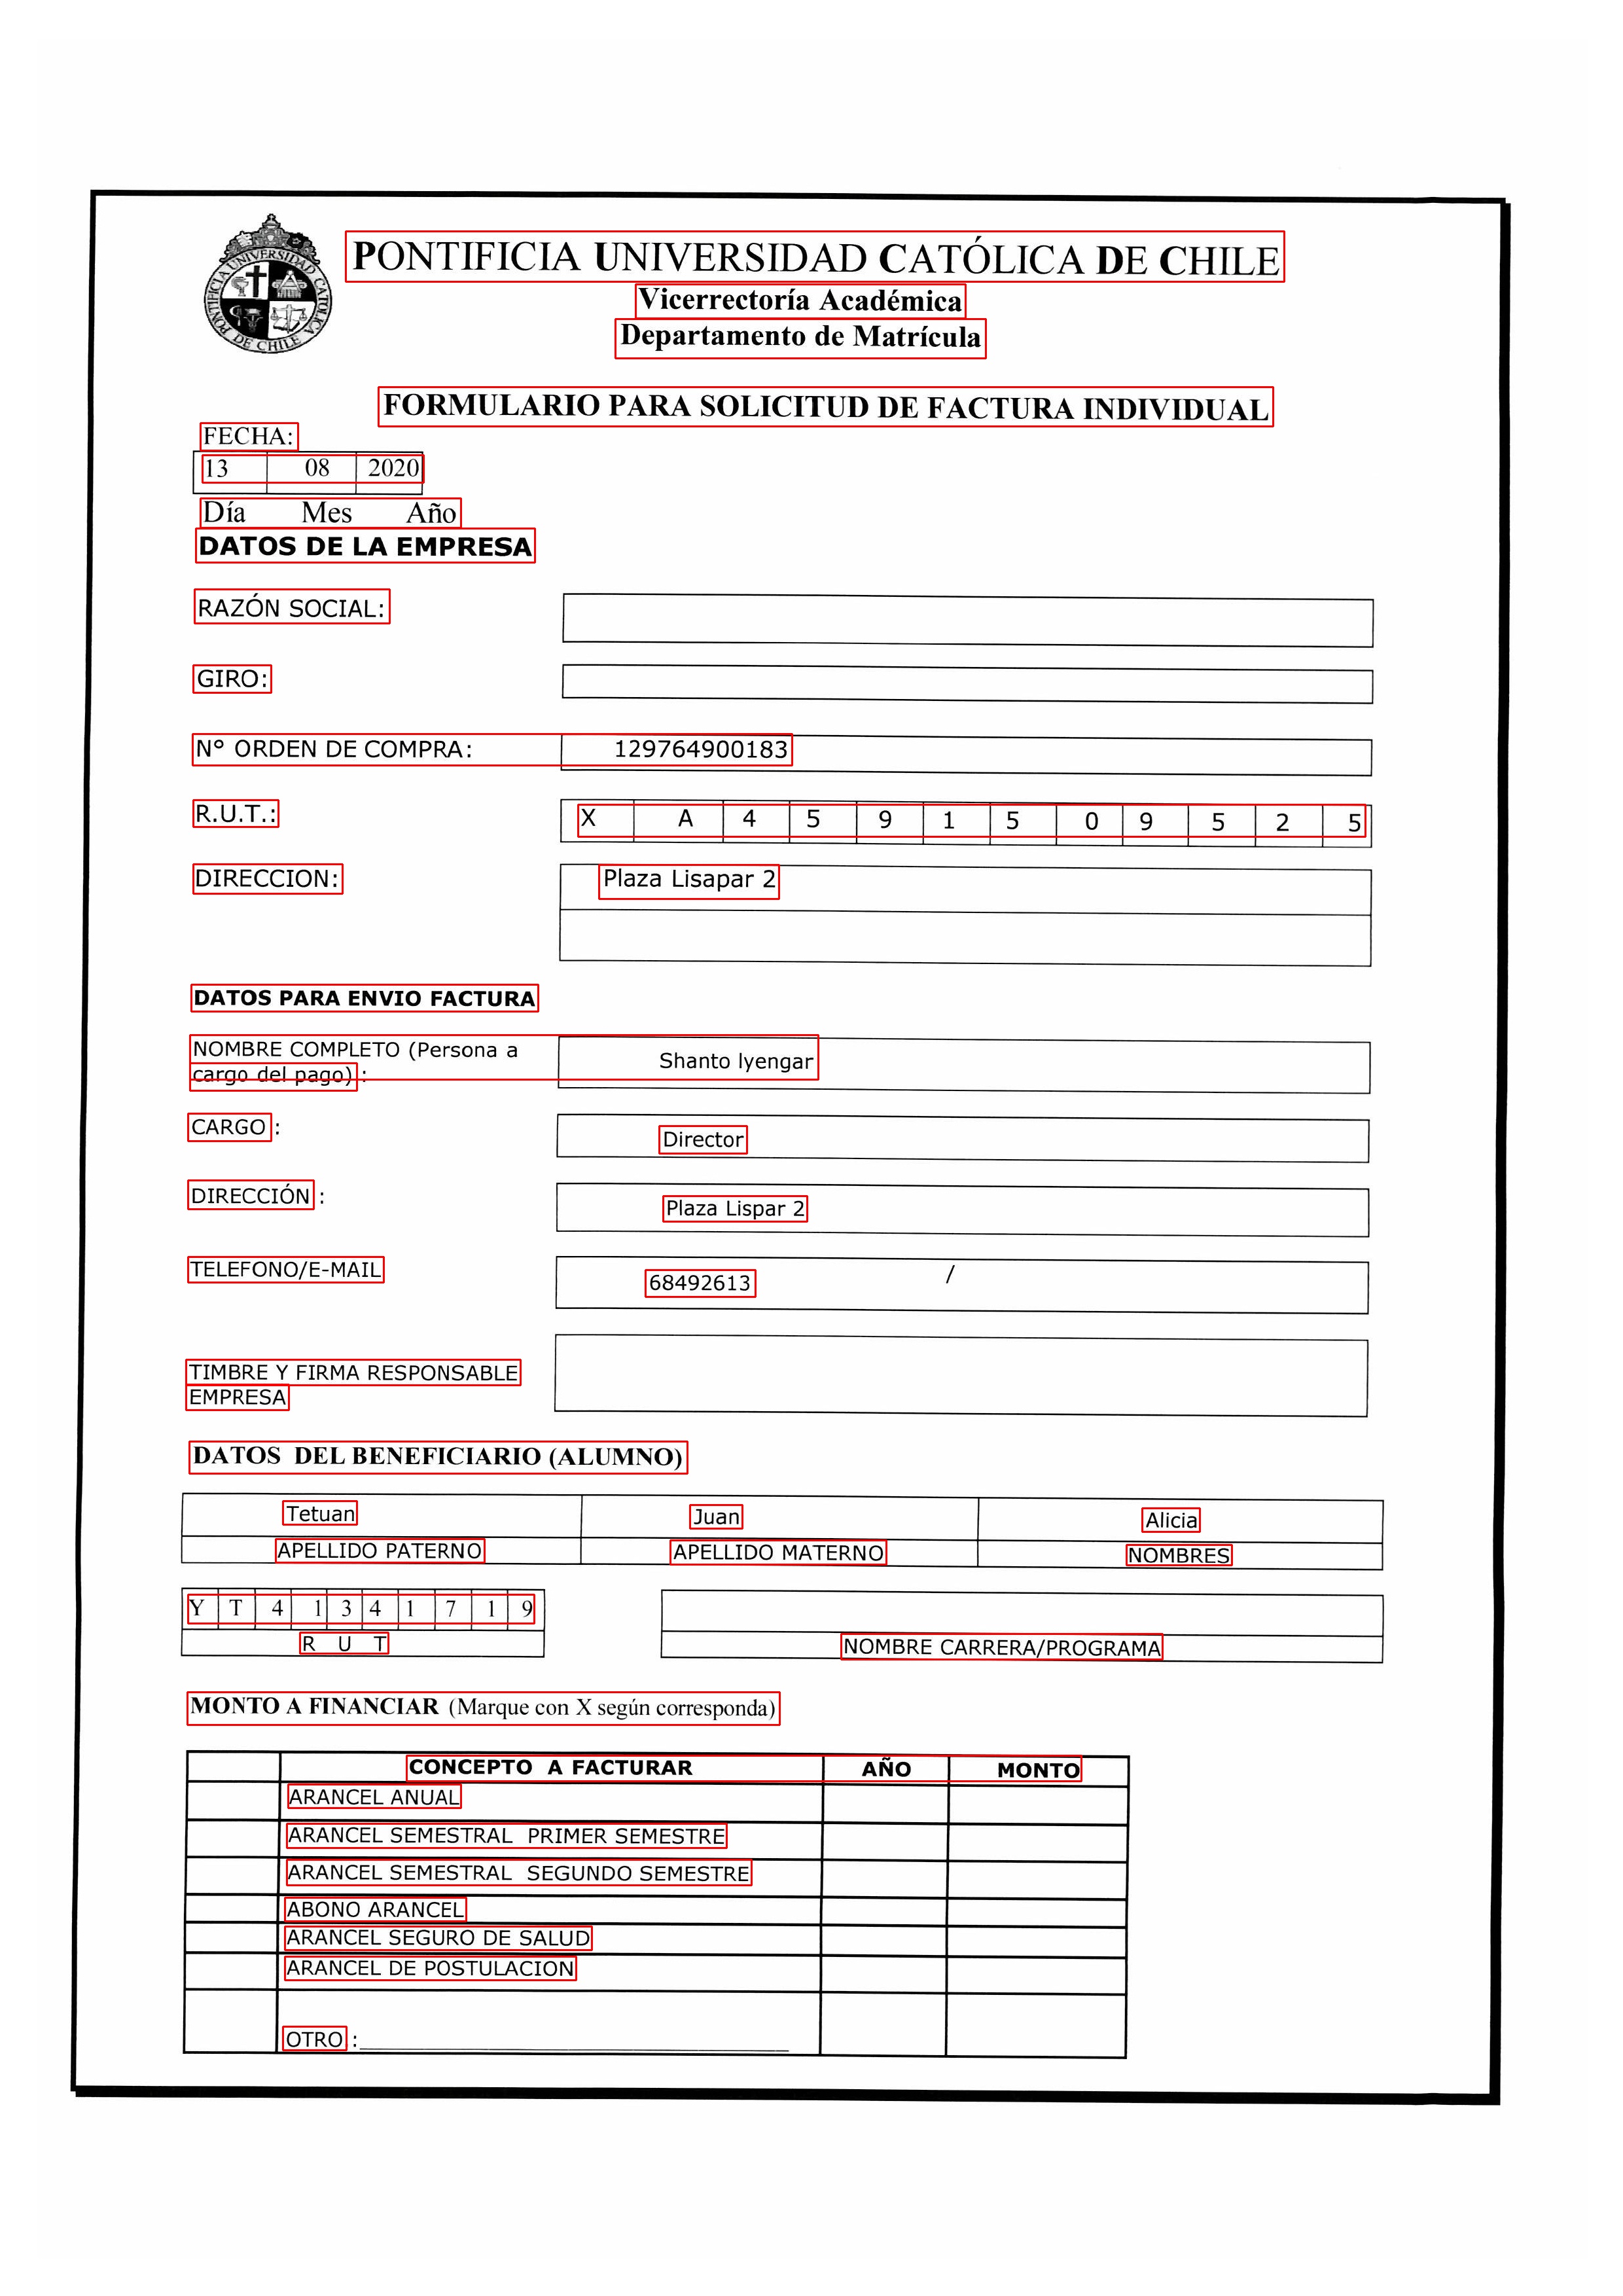 PONTIFICIA UNIVERSIDAD CATÓLICA DE CHILE
Vicerrectoría Académica
Departamento de Matrícula
PONTIFICIA UNIVERSIDAD CATOLICA DE CHILE
FORMULARIO PARA SOLICITUD DE FACTURA INDIVIDUAL
FECHA:
13 08 2020
Día Mes Año
DATOS DE LA EMPRESA
RAZÓN SOCIAL:
GIRO:
N° ORDEN DE COMPRA: 129764900183
R.U.T.: X A 4 5 9 1 5 0 9 5 2 5
DIRECCION: Plaza Lisapar 2
DATOS PARA ENVIO FACTURA
NOMBRE COMPLETO (Persona a Shanto lyengar
cargo del pago) :
CARGO : Director
DIRECCIÓN : Plaza Lispar 2
TELEFONO/E-MAIL 68492613 /
TIMBRE Y FIRMA RESPONSABLE
EMPRESA
DATOS DEL BENEFICIARIO (ALUMNO)
Tetuan Juan Alicia
APELLIDO PATERNO APELLIDO MATERNO NOMBRES
Y T 4 1 3 4 1 7 1 9
R U T NOMBRE CARRERA/PROGRAMA
MONTO A FINANCIAR (Marque con X según corresponda)
CONCEPTO A FACTURAR AÑO MONTO
ARANCEL ANUAL
ARANCEL SEMESTRAL PRIMER SEMESTRE
ARANCEL SEMESTRAL SEGUNDO SEMESTRE
ABONO ARANCEL
ARANCEL SEGURO DE SALUD
ARANCEL DE POSTULACION
OTRO :